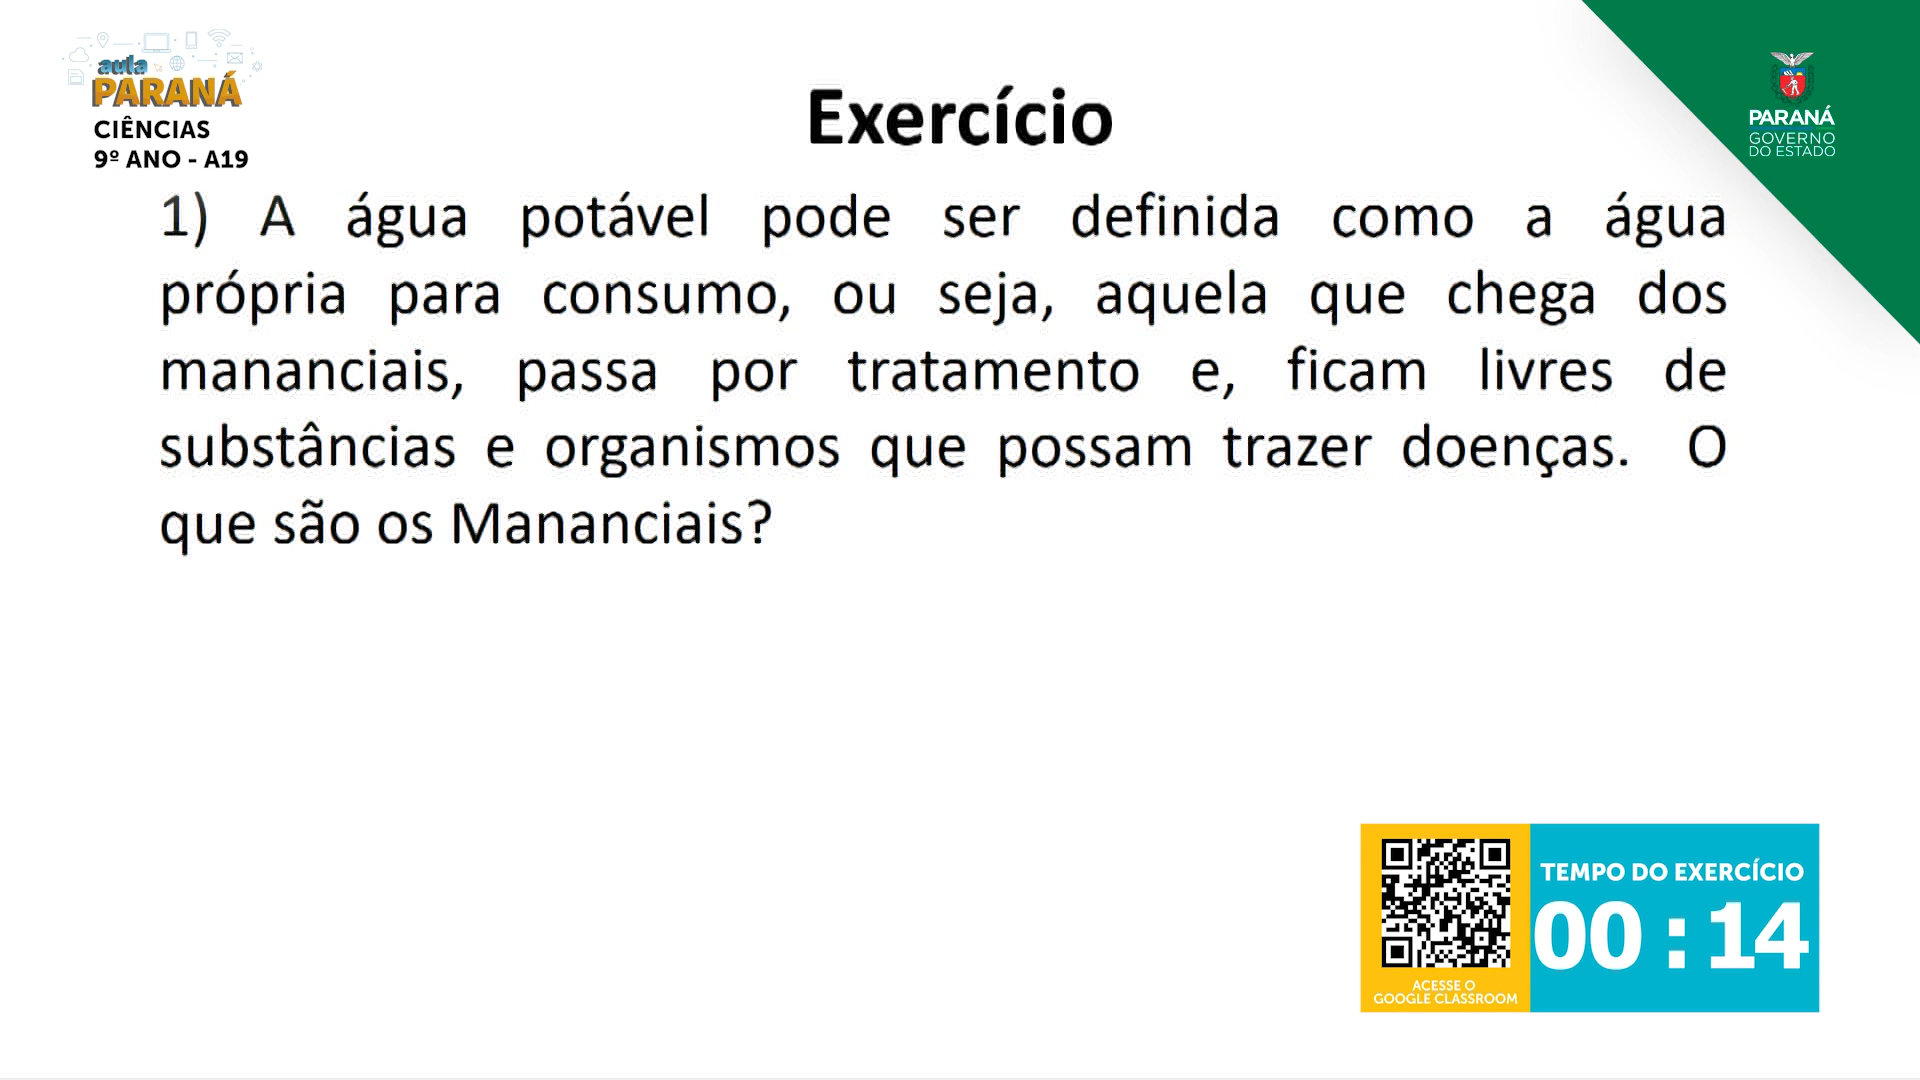 aula
PARANÁ
CIÊNCIAS
9º ANO - A19
PARANÁ
GOVERNO
DO ESTADO
Exercício
1) A água potável pode ser definida como a água
própria para consumo, ou seja, aquela que chega dos
mananciais, passa por tratamento e, ficam livres de
substâncias e organismos que possam trazer doenças. O
que são os Mananciais?
ACESSE O
GOOGLE CLASSROOM
TEMPO DO EXERCÍCIO
00 : 14